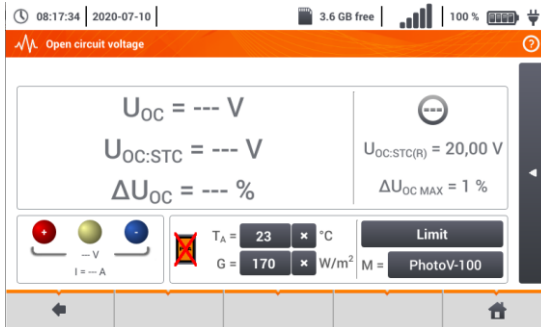 08:17:34 2020-07-10 3.6 GB free 100 %
Open circuit voltage ?
UOC = --- V
UOC:STC = --- V
ΔUOC = --- %
---
UOC:STC(R) = 20,00 V
ΔUOC MAX = 1 %
+ -
--- V
I = --- A
TA = 23 × °C
G = 170 × W/m²
Limit
M = PhotoV-100